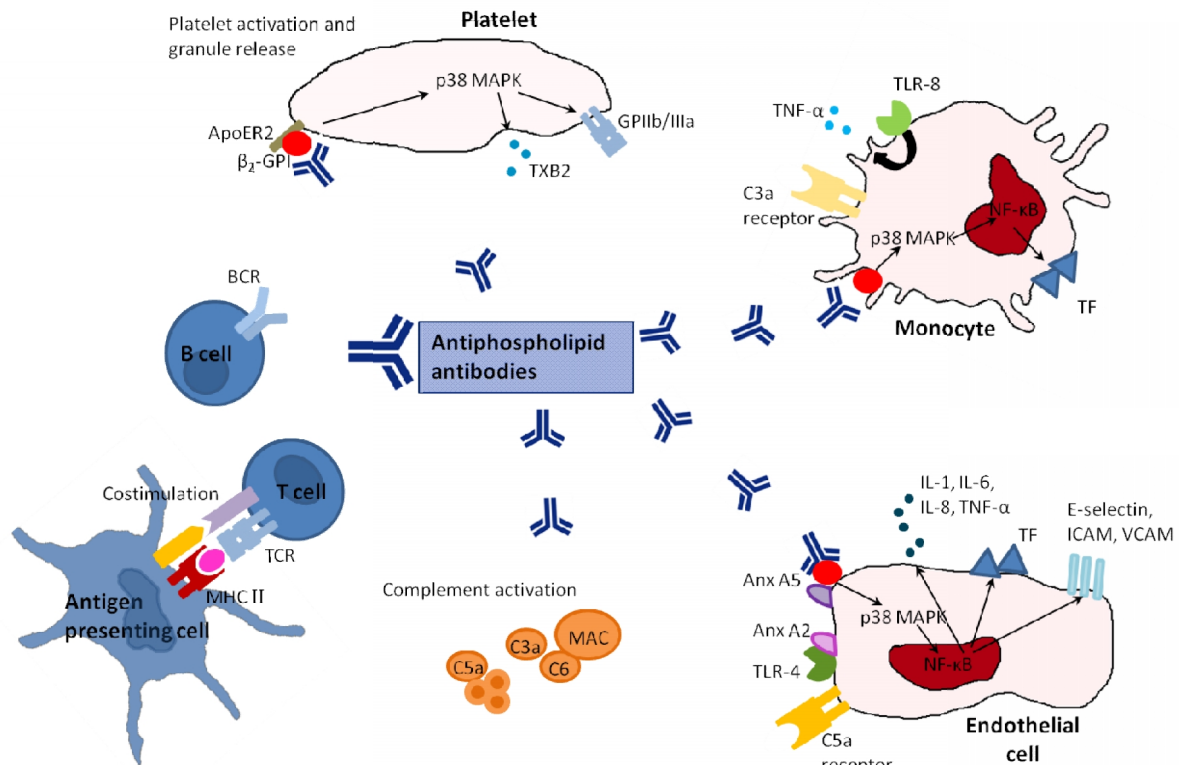 Platelet activation and
granule release
Platelet
p38 MAPK
ApoER2
β2-GPI
GPIIb/IIIa
TXB2
TLR-8
TNF-α
C3a
receptor
NF-κB
p38 MAPK
TF
Monocyte
BCR
B cell
Antiphospholipid
antibodies
Costimulation
T cell
TCR
MHC II
Antigen
presenting cell
Complement activation
MAC
C3a
C6
C5a
IL-1, IL-6,
IL-8, TNF-α
TF
E-selectin,
ICAM, VCAM
Anx A5
p38 MAPK
Anx A2
NF-κB
TLR-4
C5a
receptor
Endothelial
cell